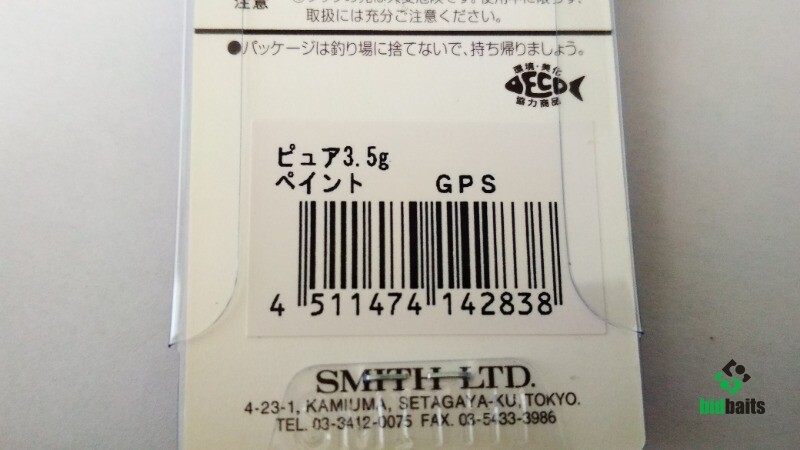 注意
取扱には充分ご注意ください。
●パッケージは釣り場に捨てないで、持ち帰りましょう。
環境・美化
ECO
協力商品
ピュア3.5g
ペイント GPS
4 511474 142838
SMITH LTD.
4-23-1, KAMIUMA, SETAGAYA-KU, TOKYO.
TEL. 03-3412-0075 FAX. 03-5433-3986
bidbaits